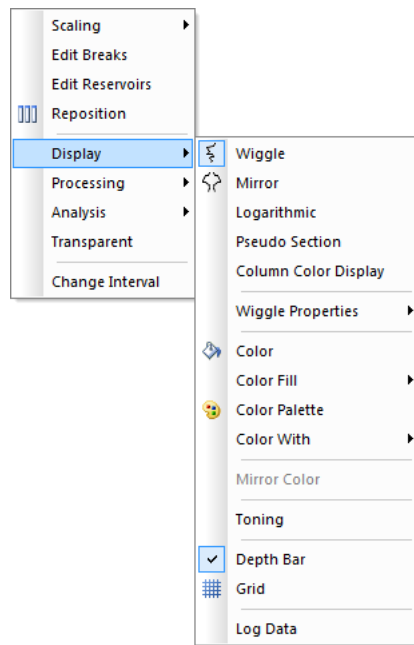 Scaling
Edit Breaks
Edit Reservoirs
Reposition
Display
Processing
Analysis
Transparent
Change Interval
Wiggle
Mirror
Logarithmic
Pseudo Section
Column Color Display
Wiggle Properties
Color
Color Fill
Color Palette
Color With
Mirror Color
Toning
Depth Bar
Grid
Log Data